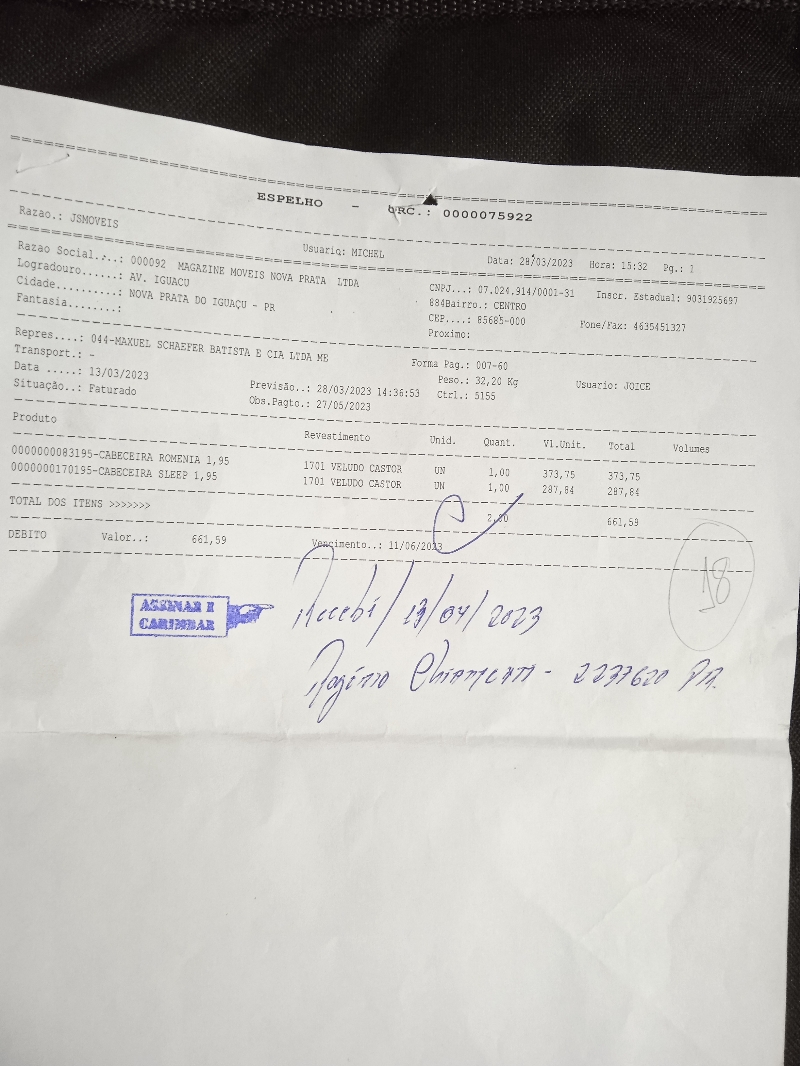 ESPELHO - ORC.: 0000075922
Razao.: JSMOVEIS Usuario: MICHEL Data: 28/03/2023 Hora: 15:32 Pg.: 1
Razao Social...: 000092 MAGAZINE MOVEIS NOVA PRATA LTDA CNPJ...: 07.024.914/0001-31 Inscr. Estadual: 9031925697
Logradouro......: AV. IGUACU 884Bairro.: CENTRO
Cidade..........: NOVA PRATA DO IGUAÇU - PR CEP....: 85685-000 Fone/Fax: 4635451327
Fantasia........: Proximo:
Repres....: 044-MAXUEL SCHAEFER BATISTA E CIA LTDA ME Forma Pag.: 007-60
Transport.: - Peso.: 32,20 Kg Usuario: JOICE
Data .....: 13/03/2023 Previsão..: 28/03/2023 14:36:53 Ctrl.: 5155
Situação..: Faturado Obs.Pagto.: 27/05/2023
Produto Revestimento Unid. Quant. Vl.Unit. Total Volumes
0000000083195-CABECEIRA ROMENIA 1,95 1701 VELUDO CASTOR UN 1,00 373,75 373,75
0000000170195-CABECEIRA SLEEP 1,95 1701 VELUDO CASTOR UN 1,00 287,84 287,84
TOTAL DOS ITENS >>>>>>> 2,00 661,59
DEBITO Valor..: 661,59 Vencimento..: 11/06/2023
18
ASSINAR E
CARIMBAR
Recebi / 13/04/2023
Rogério - 2237620 PR.